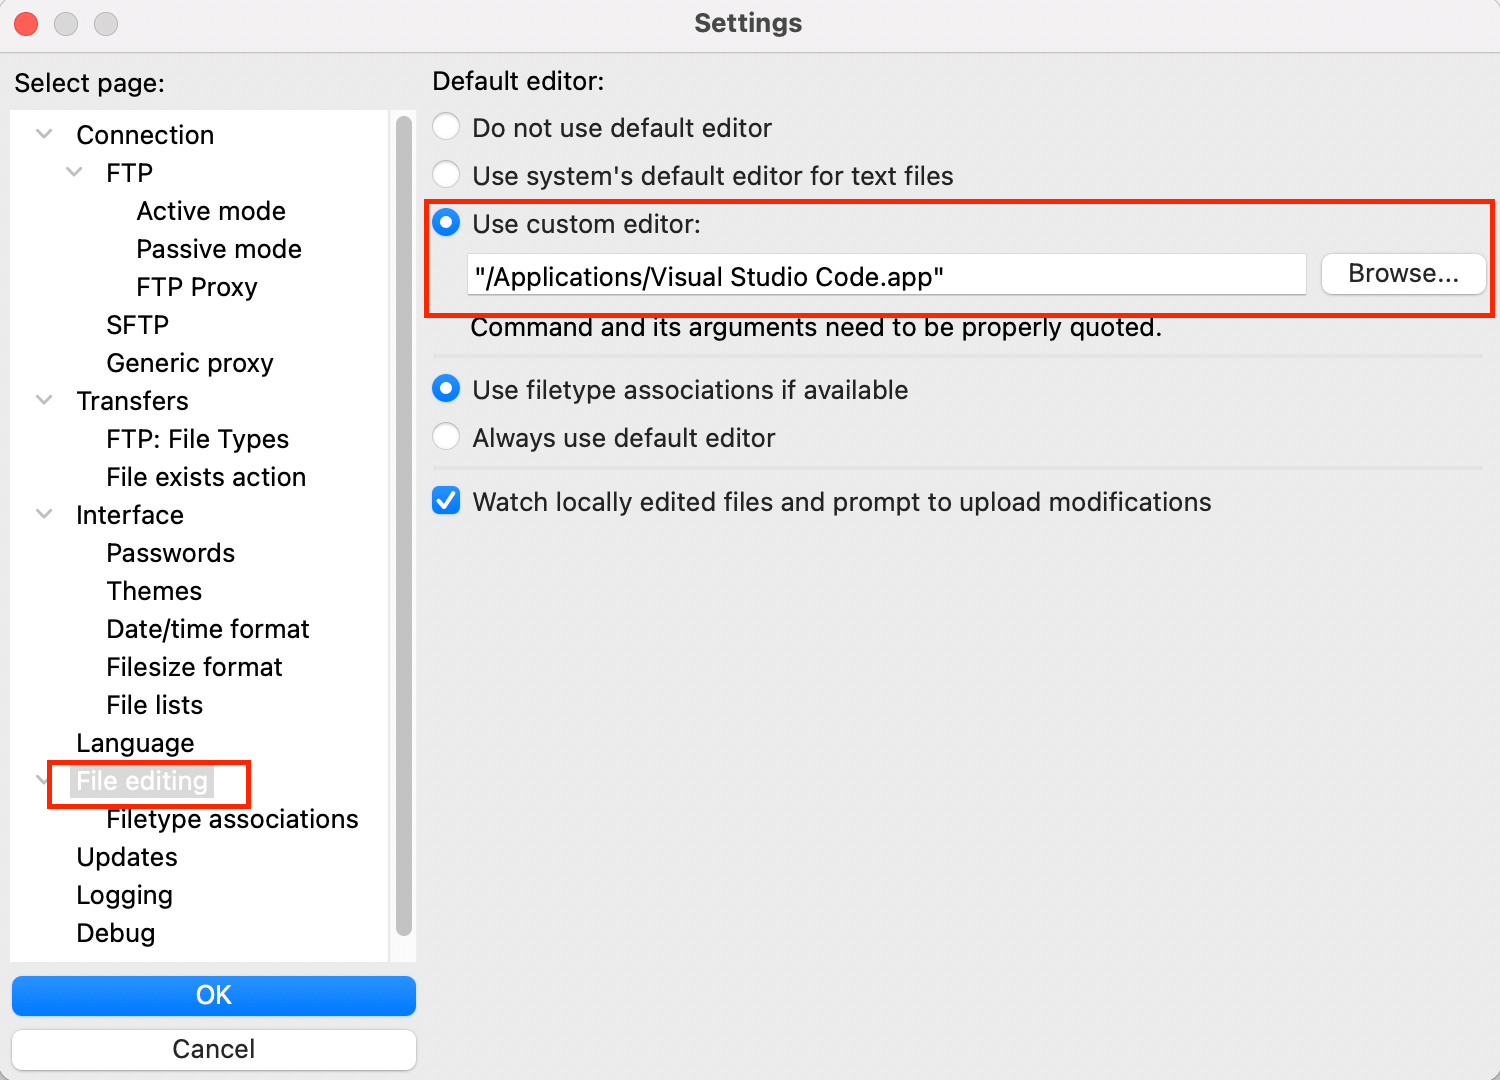 Settings
Select page:
Connection
FTP
Active mode
Passive mode
FTP Proxy
SFTP
Generic proxy
Transfers
FTP: File Types
File exists action
Interface
Passwords
Themes
Date/time format
Filesize format
File lists
Language
File editing
Filetype associations
Updates
Logging
Debug
OK
Cancel
Default editor:
Do not use default editor
Use system's default editor for text files
Use custom editor:
"/Applications/Visual Studio Code.app" Browse...
Command and its arguments need to be properly quoted.
Use filetype associations if available
Always use default editor
Watch locally edited files and prompt to upload modifications